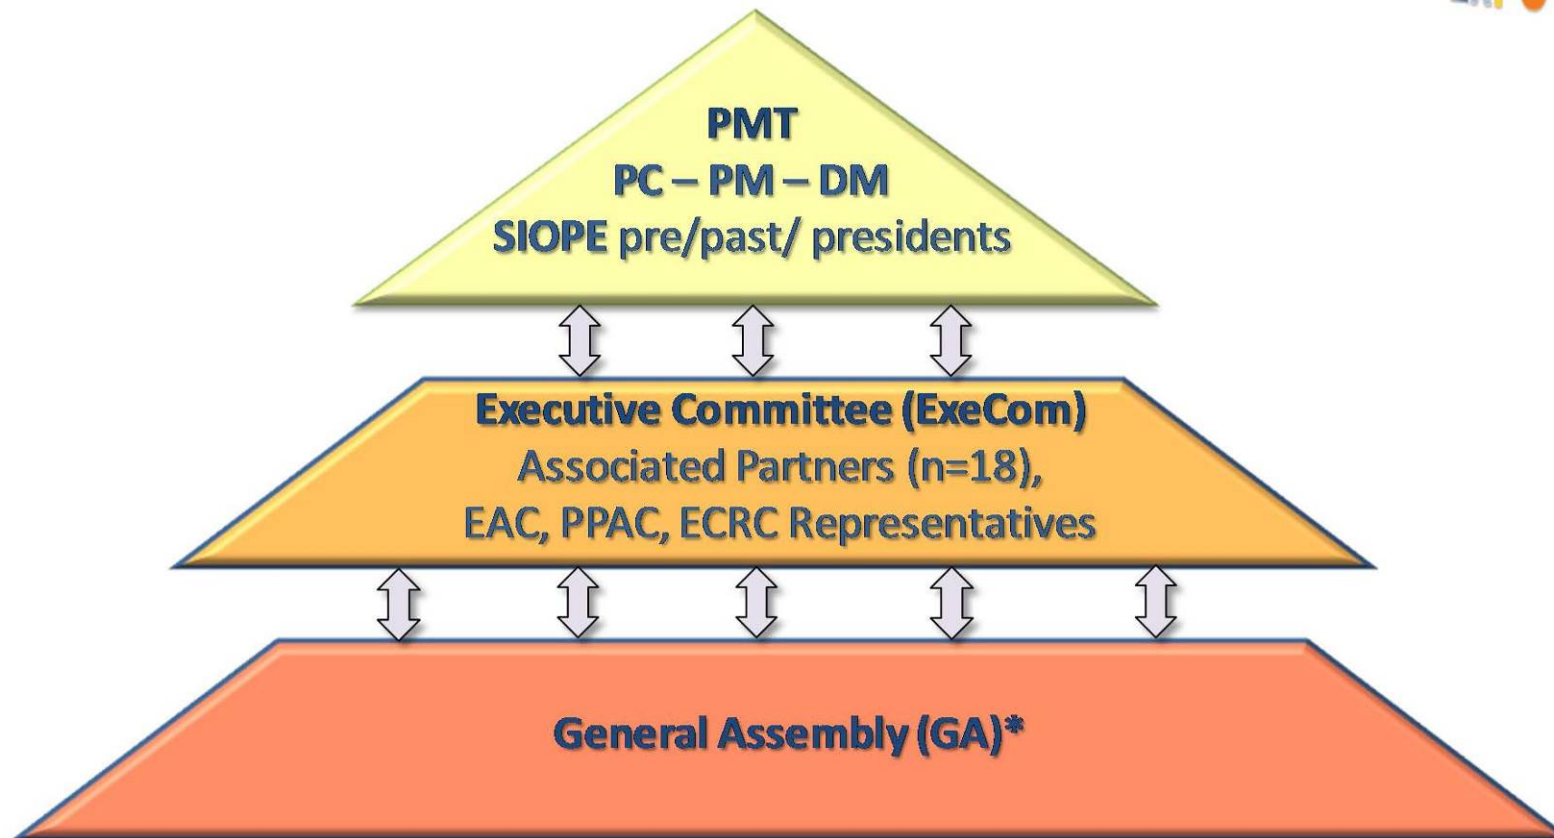 PMT
PC – PM – DM
SIOPE pre/past/ presidents
Executive Committee (ExeCom)
Associated Partners (n=18),
EAC, PPAC, ECRC Representatives
General Assembly (GA)*